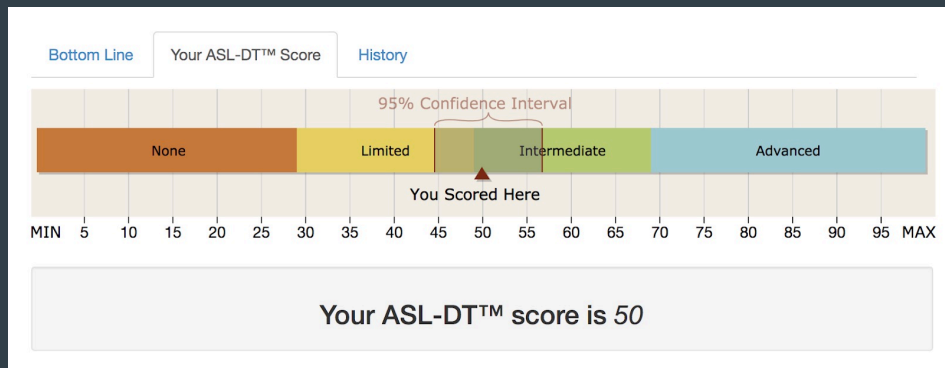 Bottom Line Your ASL-DT™ Score History
95% Confidence Interval
None Limited Intermediate Advanced
You Scored Here
MIN 5 10 15 20 25 30 35 40 45 50 55 60 65 70 75 80 85 90 95 MAX
Your ASL-DT™ score is 50